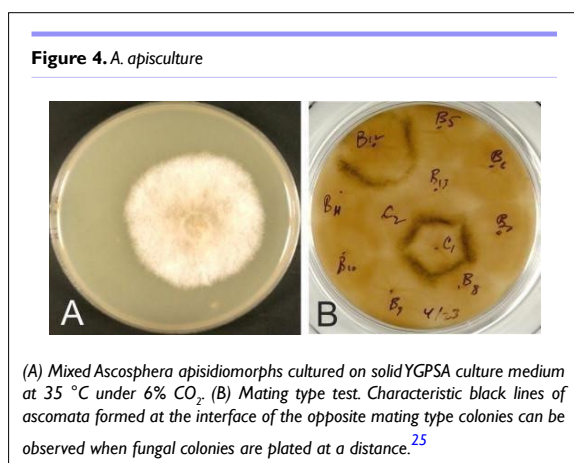 Figure 4. A. apisculture
A
B
B5
B12
B6
B13
B11
C2
C1
B10
B8
B9
4/23
(A) Mixed Ascosphera apisidiomorphs cultured on solid YGPSA culture medium
at 35 °C under 6% CO2. (B) Mating type test. Characteristic black lines of
ascomata formed at the interface of the opposite mating type colonies can be
observed when fungal colonies are plated at a distance.25